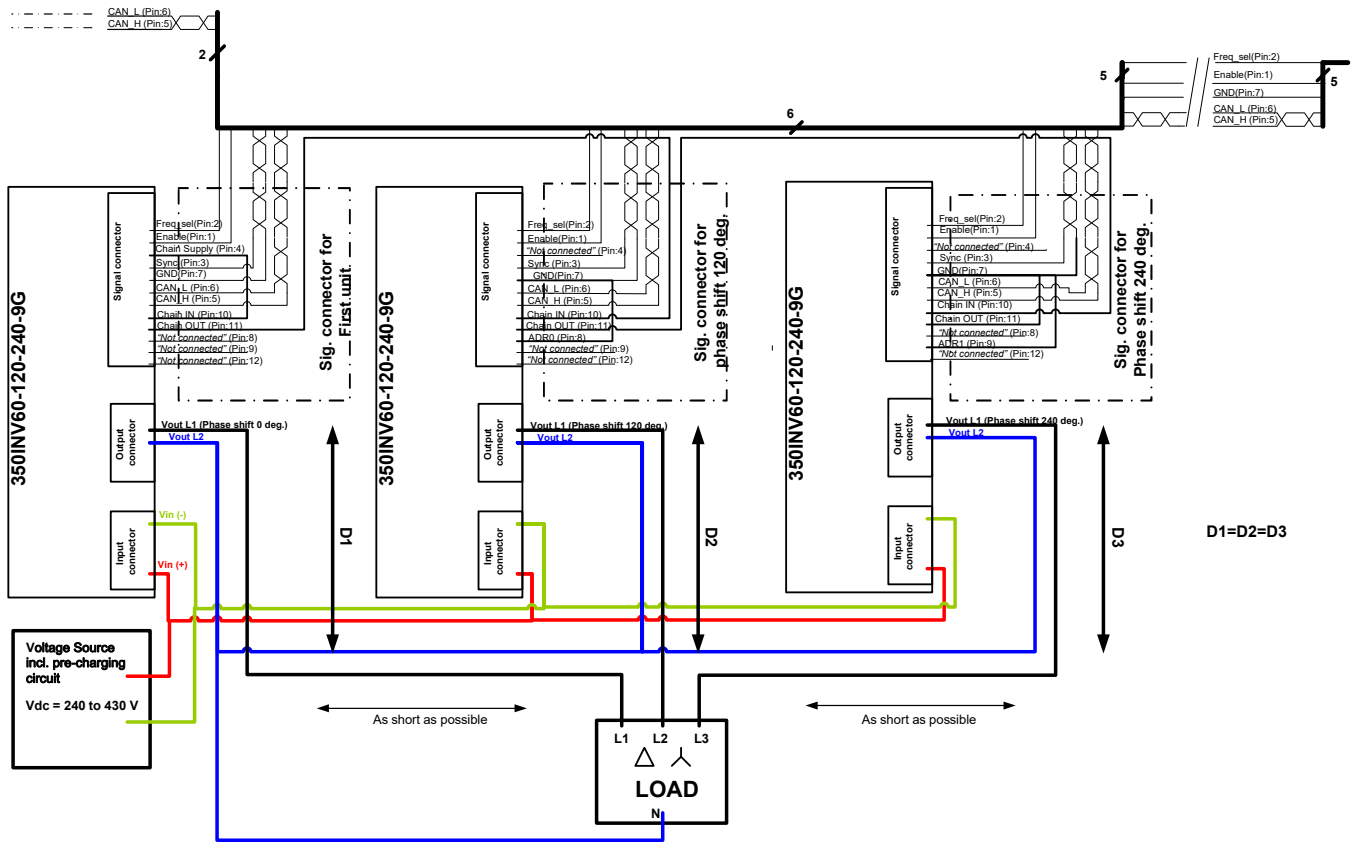 CAN_L (Pin:6)
CAN_H (Pin:5)
2
6
5
Freq_sel(Pin:2)
Enable(Pin:1)
GND(Pin:7)
CAN_L (Pin:6)
CAN_H (Pin:5)
5
350INV60-120-240-9G
Signal connector
Freq_sel(Pin:2)
Enable(Pin:1)
Chain Supply (Pin:4)
Sync(Pin:3)
GND(Pin:7)
CAN_L (Pin:6)
CAN_H (Pin:5)
Chain IN (Pin:10)
Chain OUT (Pin:11)
"Not connected" (Pin:8)
"Not connected" (Pin:9)
"Not connected" (Pin:12)
Sig. connector for
First unit.
Output
connector
Vout L1 (Phase shift 0 deg.)
Vout L2
Input
connector
Vin (-)
Vin (+)
D1
350INV60-120-240-9G
Signal connector
Freq_sel(Pin:2)
Enable(Pin:1)
"Not connected" (Pin:4)
Sync(Pin:3)
GND(Pin:7)
CAN_L (Pin:6)
CAN_H (Pin:5)
Chain IN (Pin:10)
Chain OUT (Pin:11)
ADR0(Pin:8)
"Not connected" (Pin:9)
"Not connected" (Pin:12)
Sig. connector for
phase shift 120 deg.
Output
connector
Vout L1 (Phase shift 120 deg.)
Vout L2
Input
connector
D2
350INV60-120-240-9G
Signal connector
Freq_sel(Pin:2)
Enable(Pin:1)
"Not connected" (Pin:4)
Sync(Pin:3)
GND(Pin:7)
CAN_L (Pin:6)
CAN_H (Pin:5)
Chain IN (Pin:10)
Chain OUT (Pin:11)
"Not connected" (Pin:8)
ADR1(Pin:9)
"Not connected" (Pin:12)
Sig. connector for
Phase shift 240 deg.
Output
connector
Vout L1 (Phase shift 240 deg.)
Vout L2
Input
connector
D3
D1=D2=D3
Voltage Source
incl. pre-charging
circuit
Vdc = 240 to 430 V
As short as possible
As short as possible
L1 L2 L3
LOAD
N